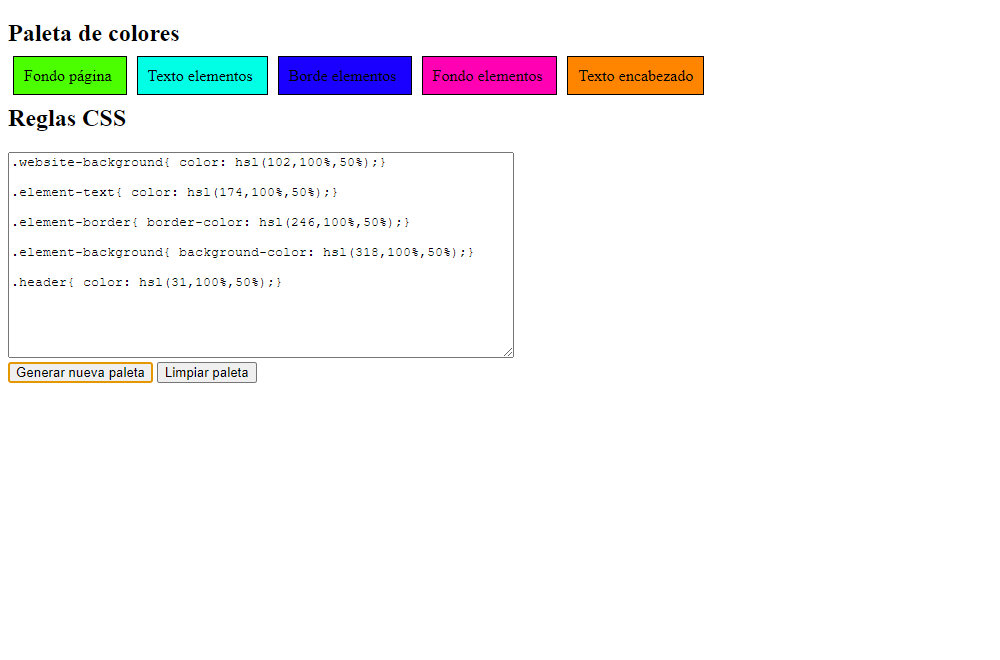 Paleta de colores
Fondo página Texto elementos Borde elementos Fondo elementos Texto encabezado
Reglas CSS
.website-background{ color: hsl(102,100%,50%);}
.element-text{ color: hsl(174,100%,50%);}
.element-border{ border-color: hsl(246,100%,50%);}
.element-background{ background-color: hsl(318,100%,50%);}
.header{ color: hsl(31,100%,50%);}
Generar nueva paleta Limpiar paleta